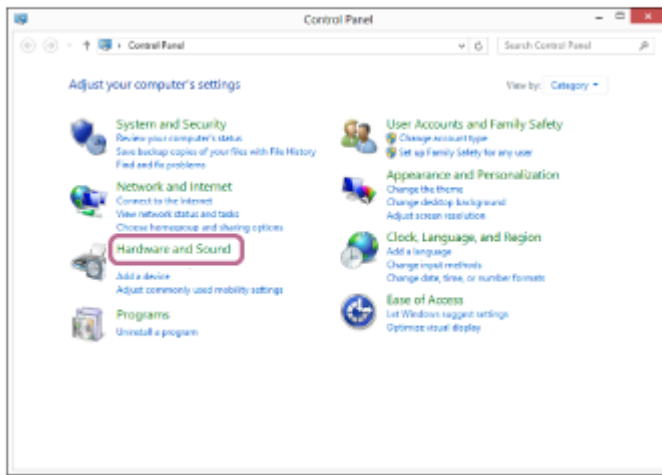 Control Panel
Control Panel
Search Control Panel
Adjust your computer's settings
View by: Category
System and Security
Review your computer's status
Save backup copies of your files with File History
Find and fix problems
Network and Internet
Connect to the Internet
View network status and tasks
Choose homegroup and sharing options
Hardware and Sound
Add a device
Adjust commonly used mobility settings
Programs
Uninstall a program
User Accounts and Family Safety
Change account type
Set up Family Safety for any user
Appearance and Personalization
Change the theme
Change desktop background
Adjust screen resolution
Clock, Language, and Region
Add a language
Change input methods
Change date, time, or number formats
Ease of Access
Let Windows suggest settings
Optimize visual display